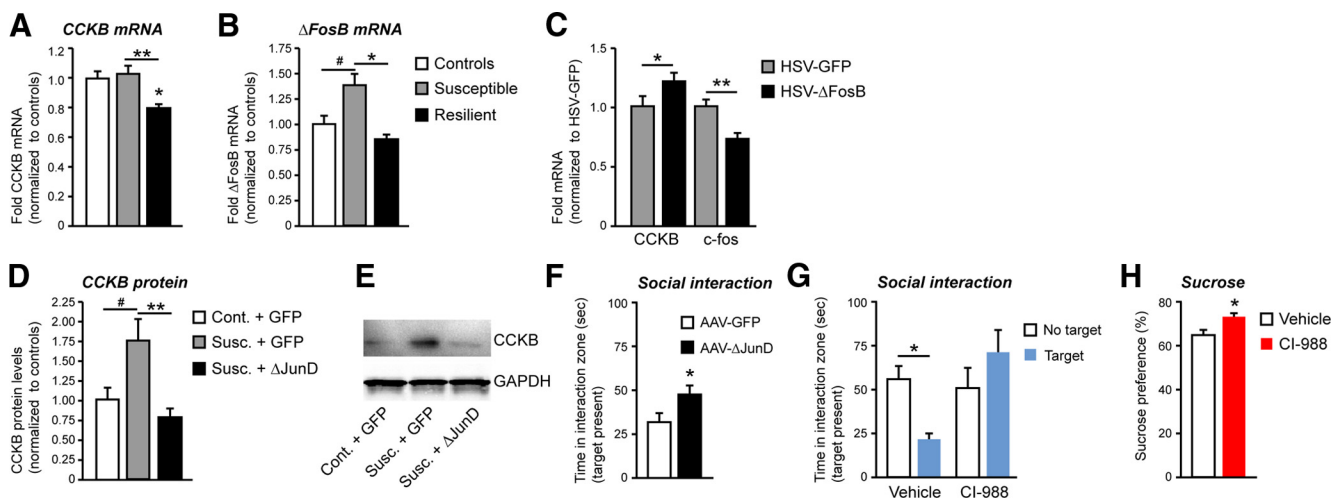 A
CCKB mRNA
Fold CCKB mRNA
(normalized to controls)
1.2
1.0
0.8
0.6
0.4
0.2
0
**
*
B
ΔFosB mRNA
Fold ΔFosB mRNA
(normalized to controls)
1.75
1.50
1.25
1.00
0.75
0.50
0.25
0
#
*
Controls
Susceptible
Resilient
C
Fold mRNA
(normalized to HSV-GFP)
1.5
1.0
0.5
0
*
**
CCKB
c-fos
HSV-GFP
HSV-ΔFosB
D
CCKB protein
CCKB protein levels
(normalized to controls)
2.25
2.00
1.75
1.50
1.25
1.00
0.75
0.50
0.25
0
#
**
Cont. + GFP
Susc. + GFP
Susc. + ΔJunD
E
CCKB
GAPDH
Cont. + GFP
Susc. + GFP
Susc. + ΔJunD
F
Social interaction
Time in interaction zone (sec)
(target present)
100
75
50
25
0
AAV-GFP
AAV-ΔJunD
*
G
Social interaction
Time in interaction zone (sec)
(target present)
100
75
50
25
0
*
Vehicle
CI-988
No target
Target
H
Sucrose
Sucrose preference (%)
80
60
40
20
0
*
Vehicle
CI-988